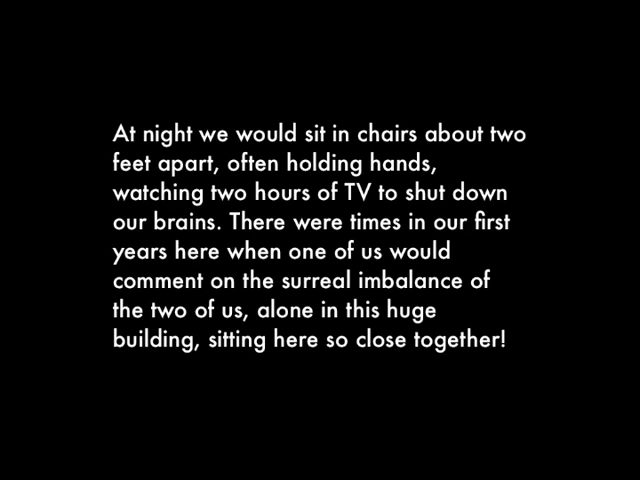 At night we would sit in chairs about two
feet apart, often holding hands,
watching two hours of TV to shut down
our brains. There were times in our first
years here when one of us would
comment on the surreal imbalance of
the two of us, alone in this huge
building, sitting here so close together!